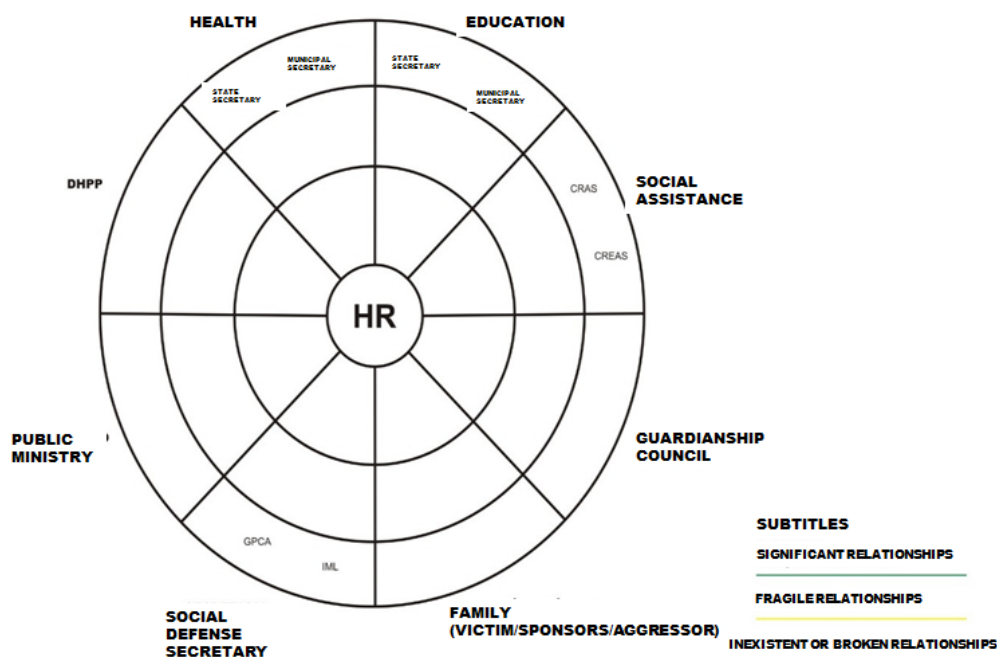 HEALTH
EDUCATION
MUNICIPAL
SECRETARY
STATE
SECRETARY
STATE
SECRETARY
MUNICIPAL
SECRETARY
DHPP
CRAS
SOCIAL
ASSISTANCE
CREAS
HR
PUBLIC
MINISTRY
GUARDIANSHIP
COUNCIL
GPCA
IML
SOCIAL
DEFENSE
SECRETARY
FAMILY
(VICTIM/SPONSORS/AGGRESSOR)
SUBTITLES
SIGNIFICANT RELATIONSHIPS
FRAGILE RELATIONSHIPS
INEXISTENT OR BROKEN RELATIONSHIPS